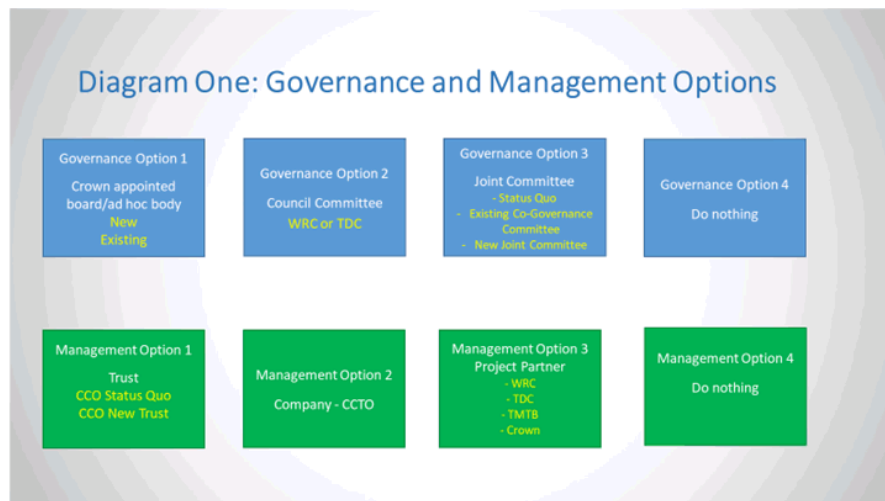 Diagram One: Governance and Management Options
Governance Option 1
Crown appointed
board/ad hoc body
New
Existing
Governance Option 2
Council Committee
WRC or TDC
Governance Option 3
Joint Committee
- Status Quo
- Existing Co-Governance
Committee
- New Joint Committee
Governance Option 4
Do nothing
Management Option 1
Trust
CCO Status Quo
CCO New Trust
Management Option 2
Company - CCTO
Management Option 3
Project Partner
- WRC
- TDC
- TMTB
- Crown
Management Option 4
Do nothing